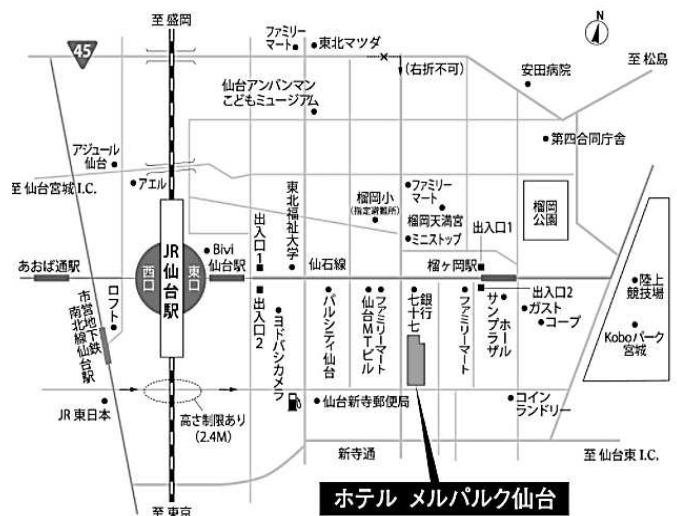 至 盛岡
N
45
ファミリー
マート
東北マツダ
(右折不可)
至 松島
安田病院
仙台アンパンマン
こどもミュージアム
第四合同庁舎
アジュール
仙台
アエル
至 仙台宮城I.C.
東北福祉大学
榴岡小
(指定避難所)
ファミリー
マート
榴岡天満宮
ミニストップ
出入口1
榴岡
公園
出入口1
Bivi
仙台駅
JR仙台駅
西口
東口
あおば通駅
仙石線
榴ヶ岡駅
陸上
競技場
出入口2
ロフト
市営地下鉄
南北線仙台駅
出入口2
ヨドバシカメラ
パルシティ仙台
ファミリーマート
仙台MTビル
七十七
銀行
ファミリーマート
サンプラザ
ホール
ガスト
コープ
Koboパーク
宮城
JR 東日本
高さ制限あり
(2.4M)
仙台新寺郵便局
コイン
ランドリー
新寺通
至 仙台東 I.C.
至 東京
ホテル メルパルク仙台